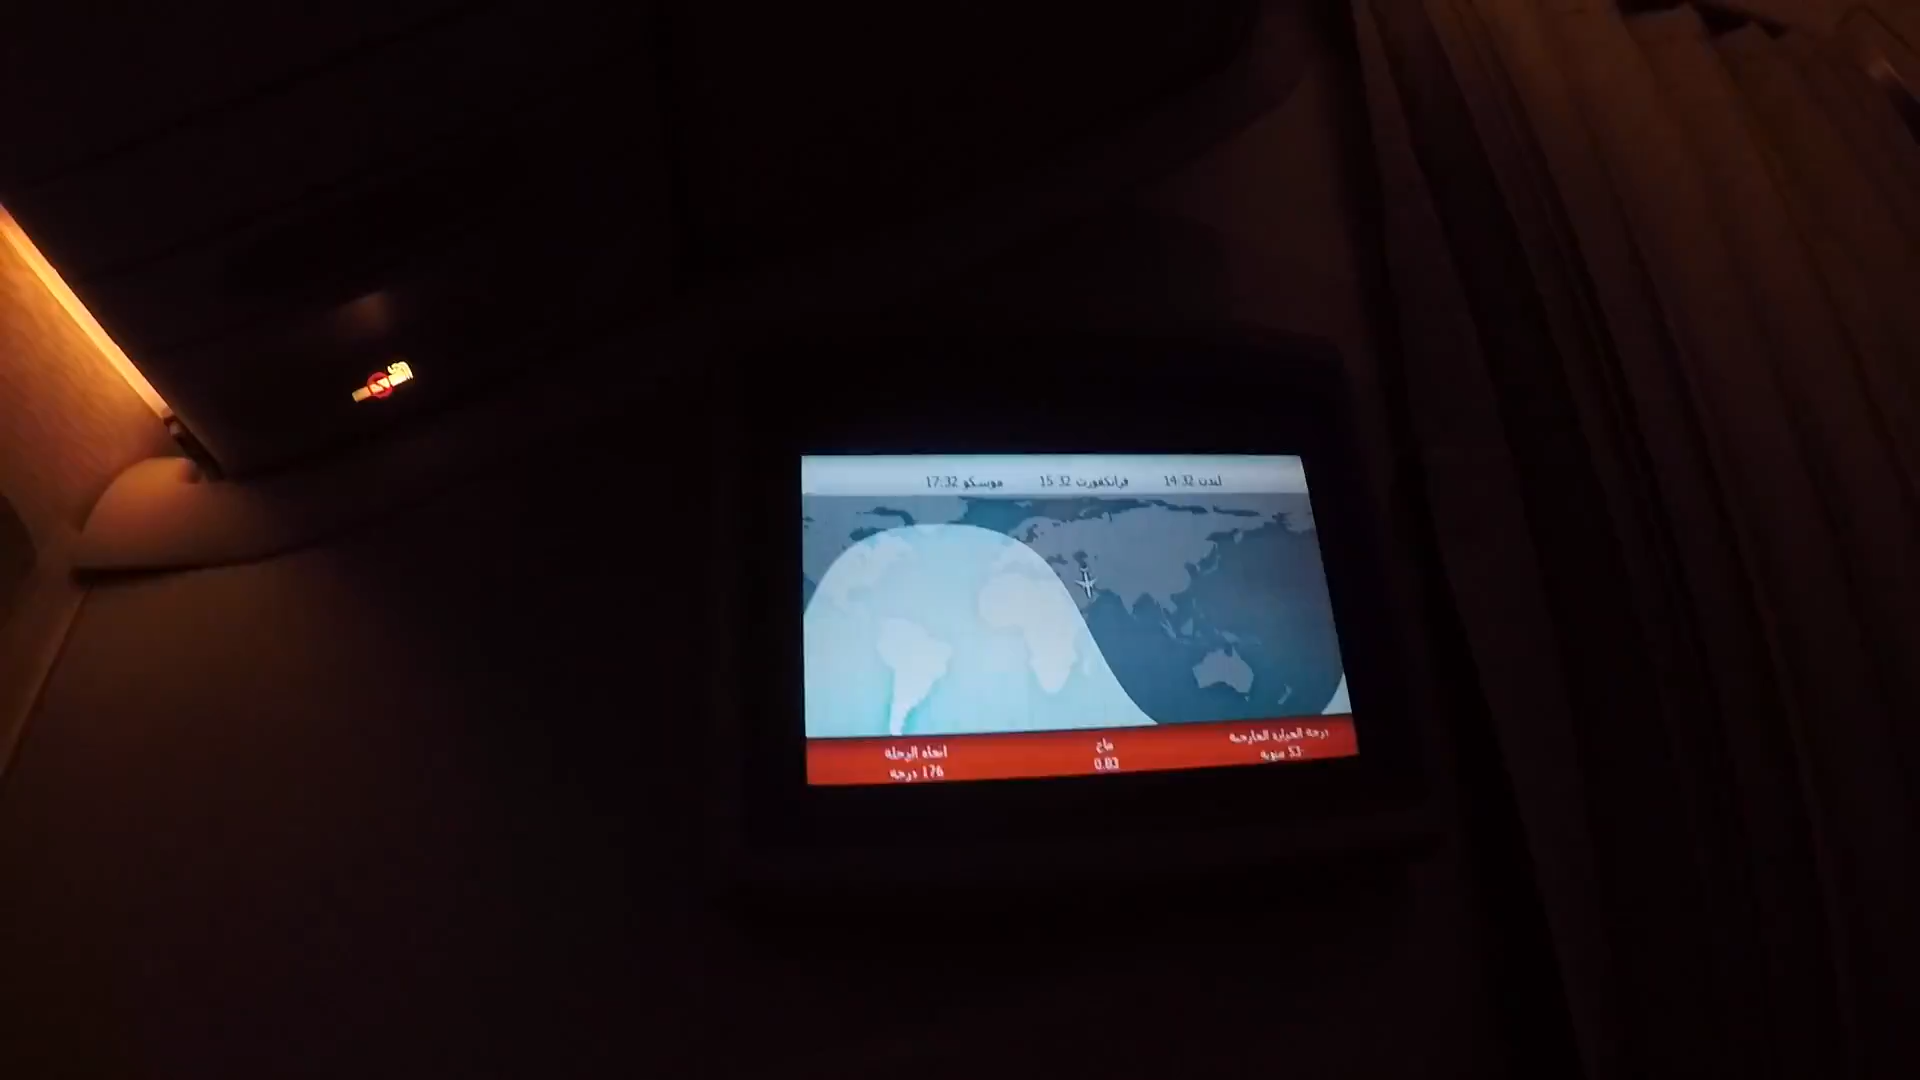 لندن 14:32 فرانكفورت 15:32 موسكو 17:32
درجة الحرارة الخارجية
-53 مئوية
ماخ
0.83
اتجاه الرحلة
176 درجة